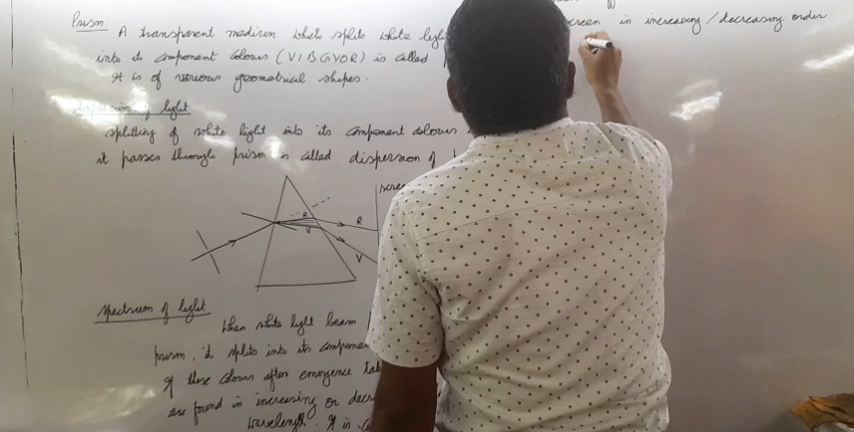 Prism A transparent medium which splits white light
into its component colours (VIBGYOR) is called
It is of various geometrical shapes.
Dispersion of light
splitting of white light into its component colours
it passes through prism is called dispersion of
R
V
R
V
spectrum of light
When white light beam
prism, it splits into its
of these colours after emergence
are found in increasing or
wavelength. It is
screen in increasing/decreasing order